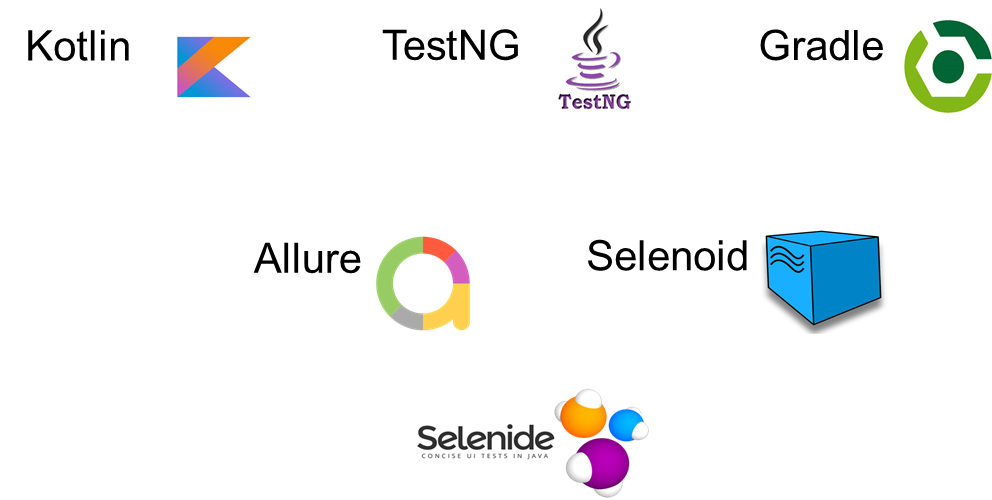 Kotlin
TestNG
TestNG
Gradle
Allure
Selenoid
Selenide
CONCISE UI TESTS IN JAVA